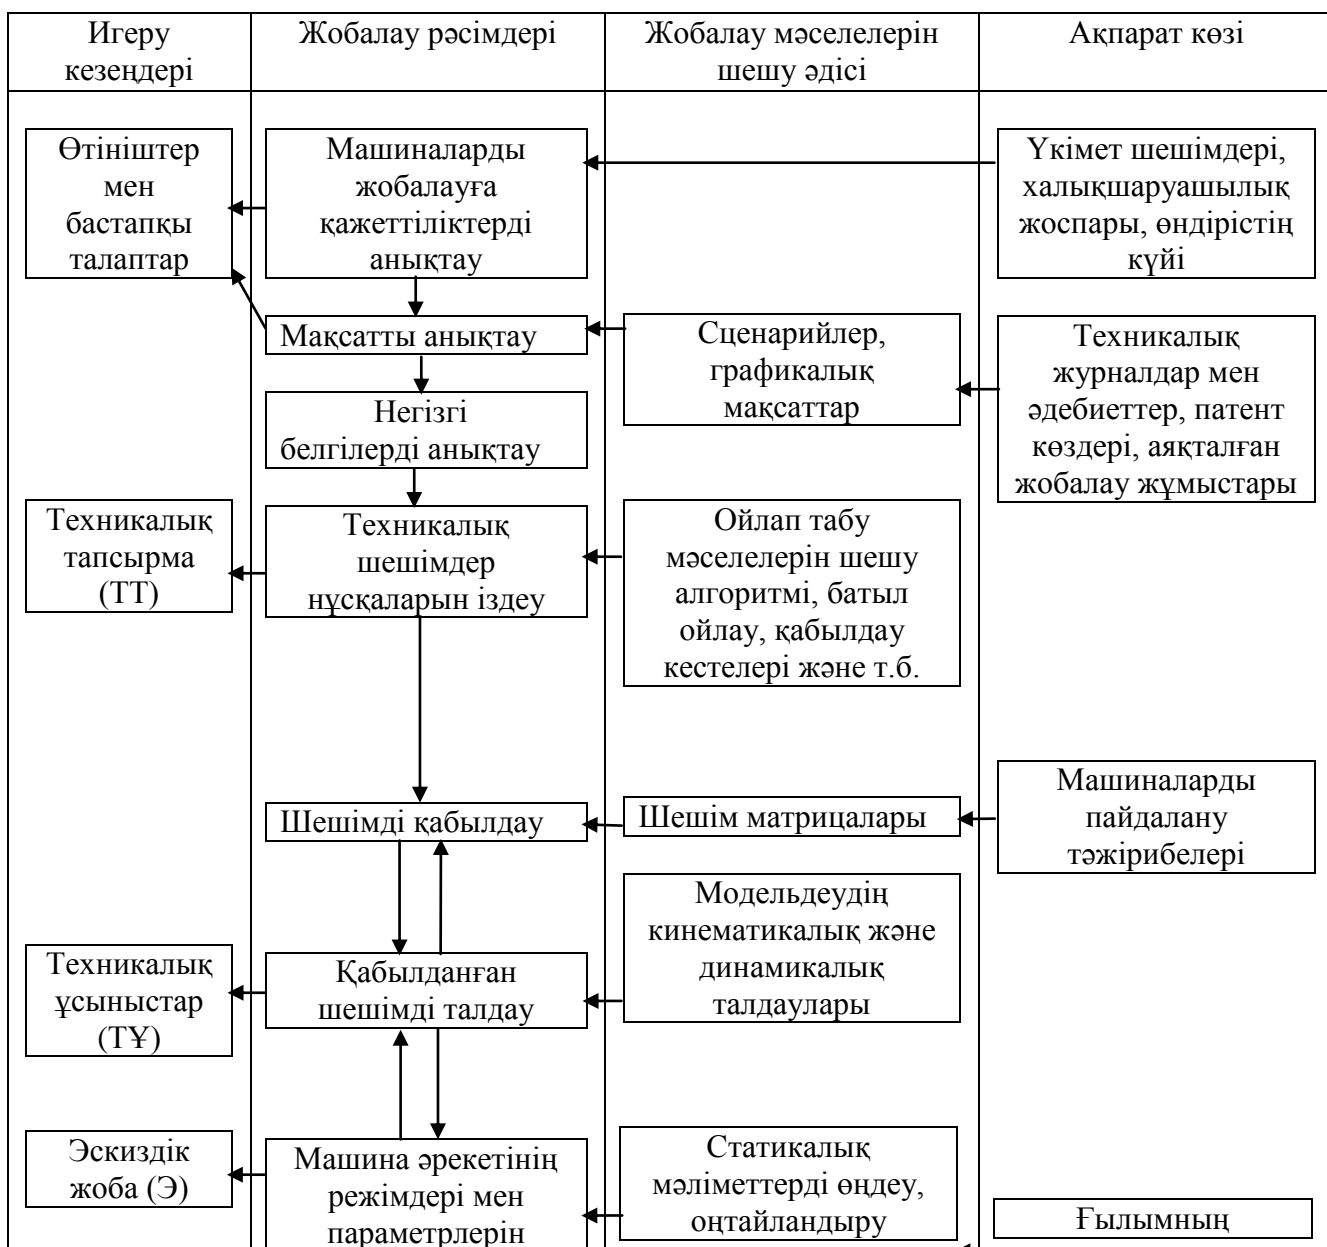 Игеру
кезеңдері
Жобалау рәсімдері
Жобалау мәселелерін
шешу әдісі
Ақпарат көзі
Өтініштер
мен
бастапқы
талаптар
Машиналарды
жобалауға
қажеттіліктерді
анықтау
Үкімет шешімдері,
халықшаруашылық
жоспары, өндірістің
күйі
Мақсатты анықтау
Сценарийлер,
графикалық
мақсаттар
Техникалық
журналдар мен
әдебиеттер, патент
көздері, аяқталған
жобалау жұмыстары
Негізгі
белгілерді анықтау
Техникалық
тапсырма
(ТТ)
Техникалық
шешімдер
нұсқаларын іздеу
Ойлап табу
мәселелерін шешу
алгоритмі, батыл
ойлау, қабылдау
кестелері және т.б.
Шешімді қабылдау
Шешім матрицалары
Машиналарды
пайдалану
тәжірибелері
Модельдеудің
кинематикалық және
динамикалық
талдаулары
Техникалық
ұсыныстар
(ТҰ)
Қабылданған
шешімді талдау
Эскиздік
жоба (Э)
Машина әрекетінің
режімдері мен
параметрлерін
Статикалық
мәліметтерді өңдеу,
оңтайландыру
Ғылымның